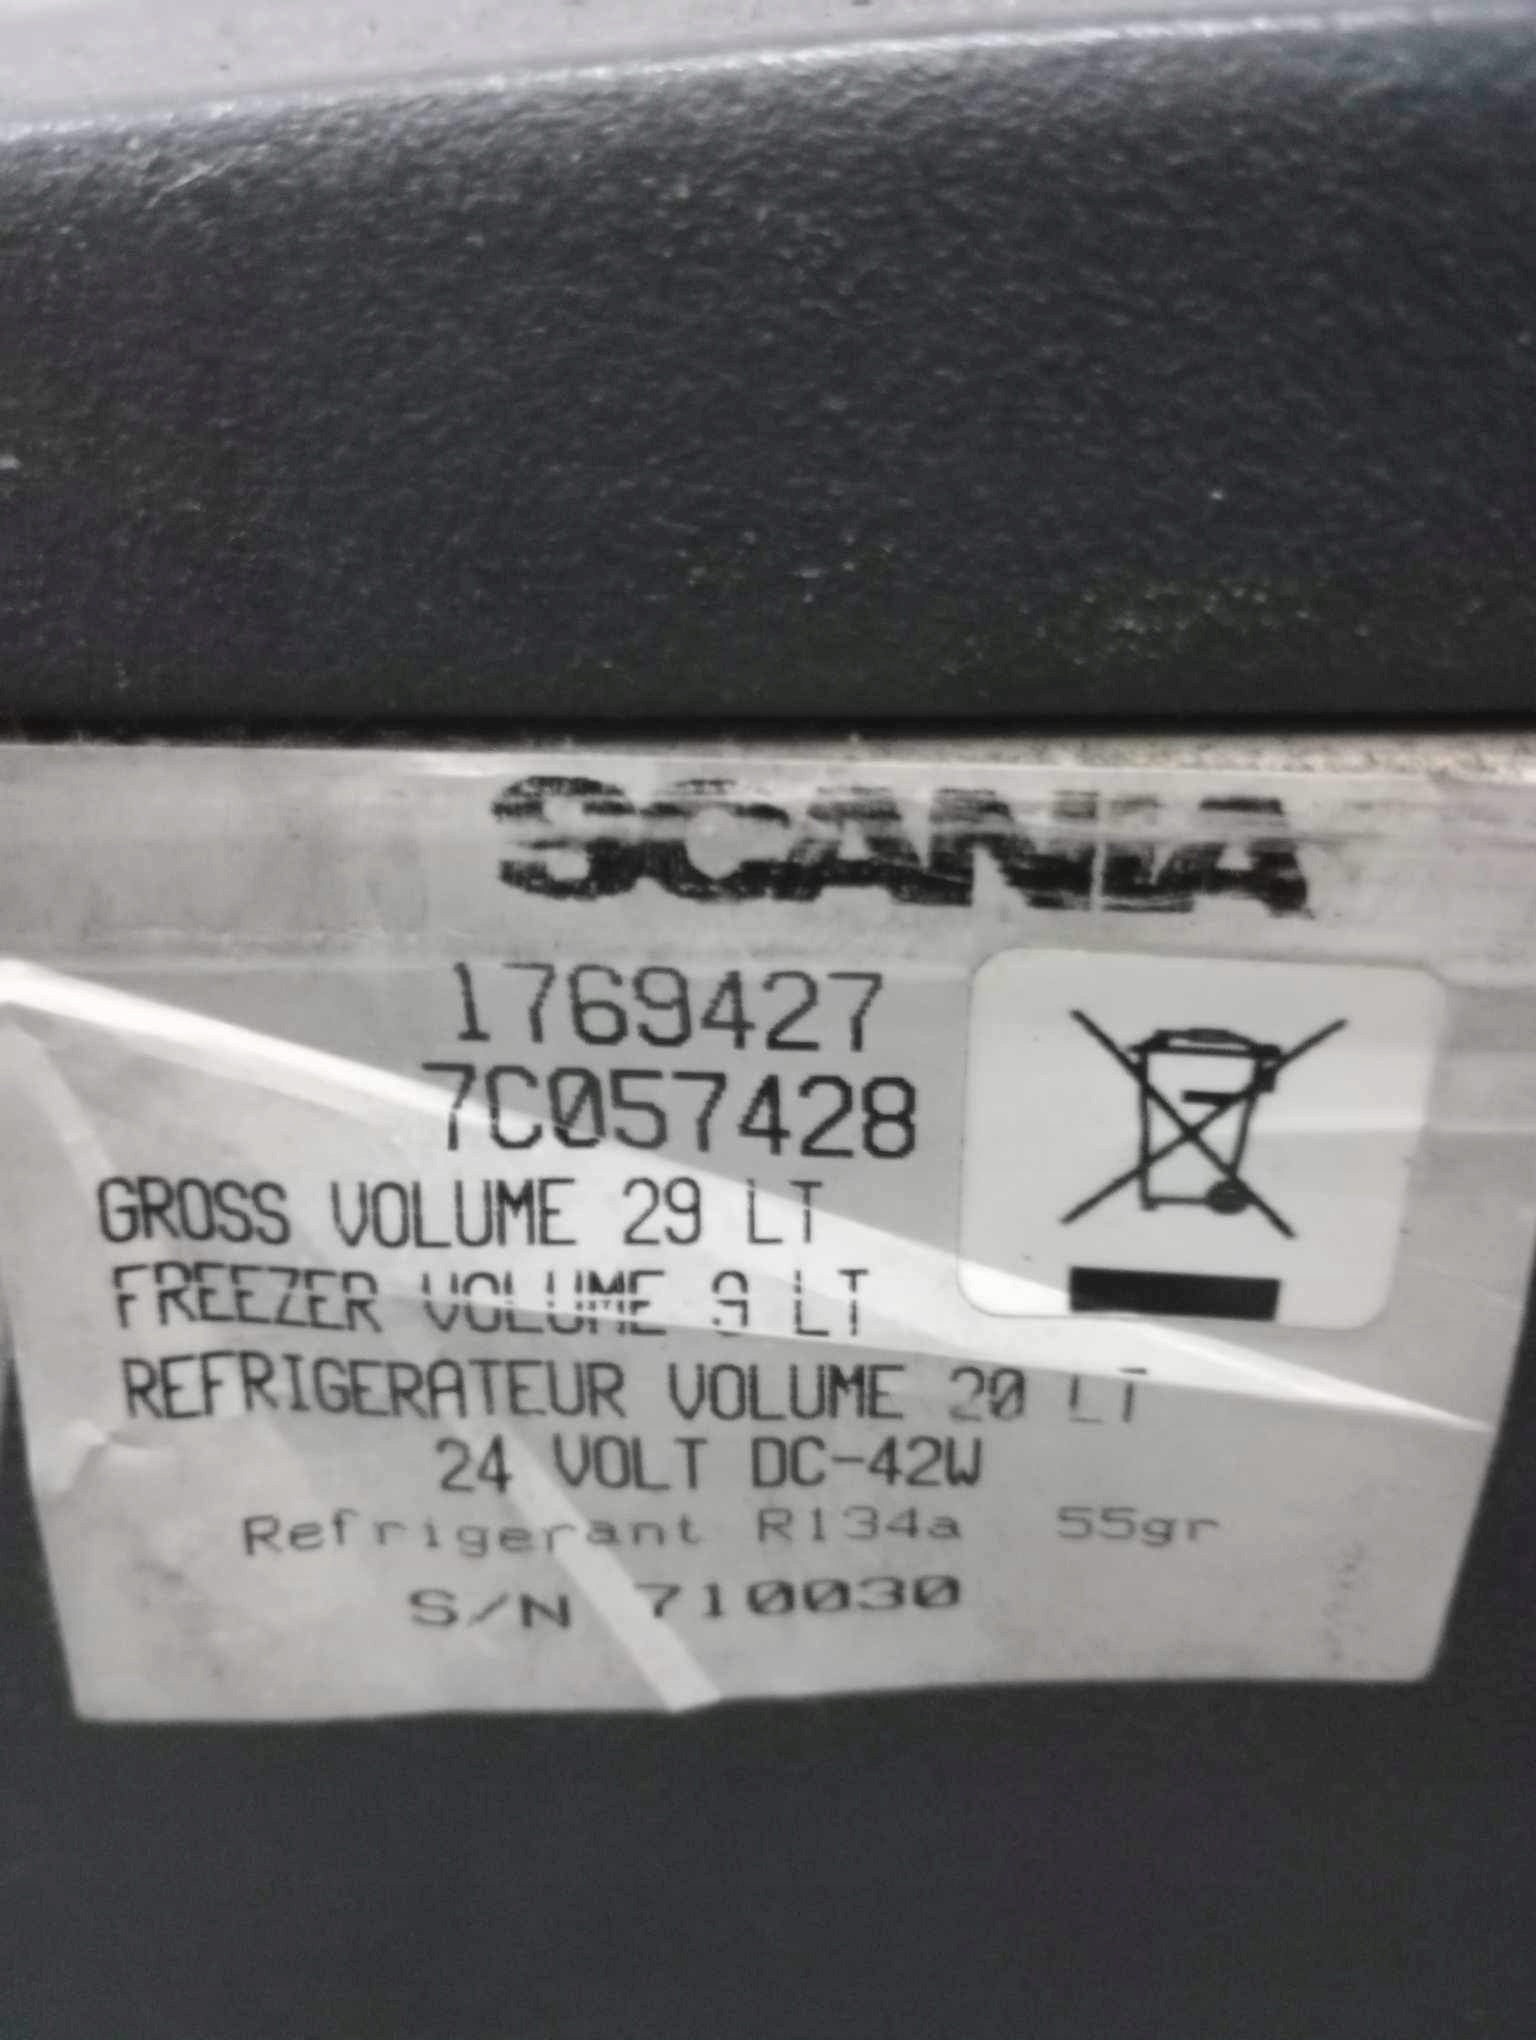 SCANIA
1769427
7C057428
GROSS VOLUME 29 LT
FREEZER VOLUME 9 LT
REFRIGERATEUR VOLUME 20 LT
24 VOLT DC-42W
Refrigerant R134a 55gr
S/N 710030